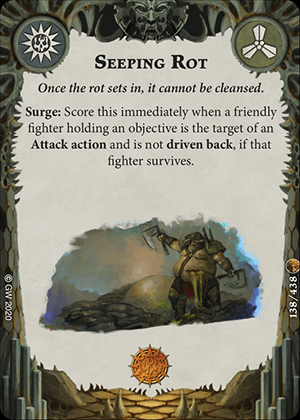 Seeping Rot
Once the rot sets in, it cannot be cleansed.
Surge: Score this immediately when a friendly
fighter holding an objective is the target of an
Attack action and is not driven back, if that
fighter survives.
© GW 2020
138/438